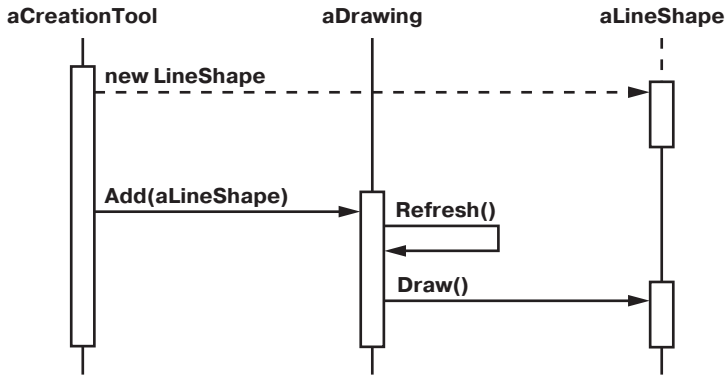 aCreationTool
aDrawing
aLineShape
new LineShape
Add(aLineShape)
Refresh()
Draw()